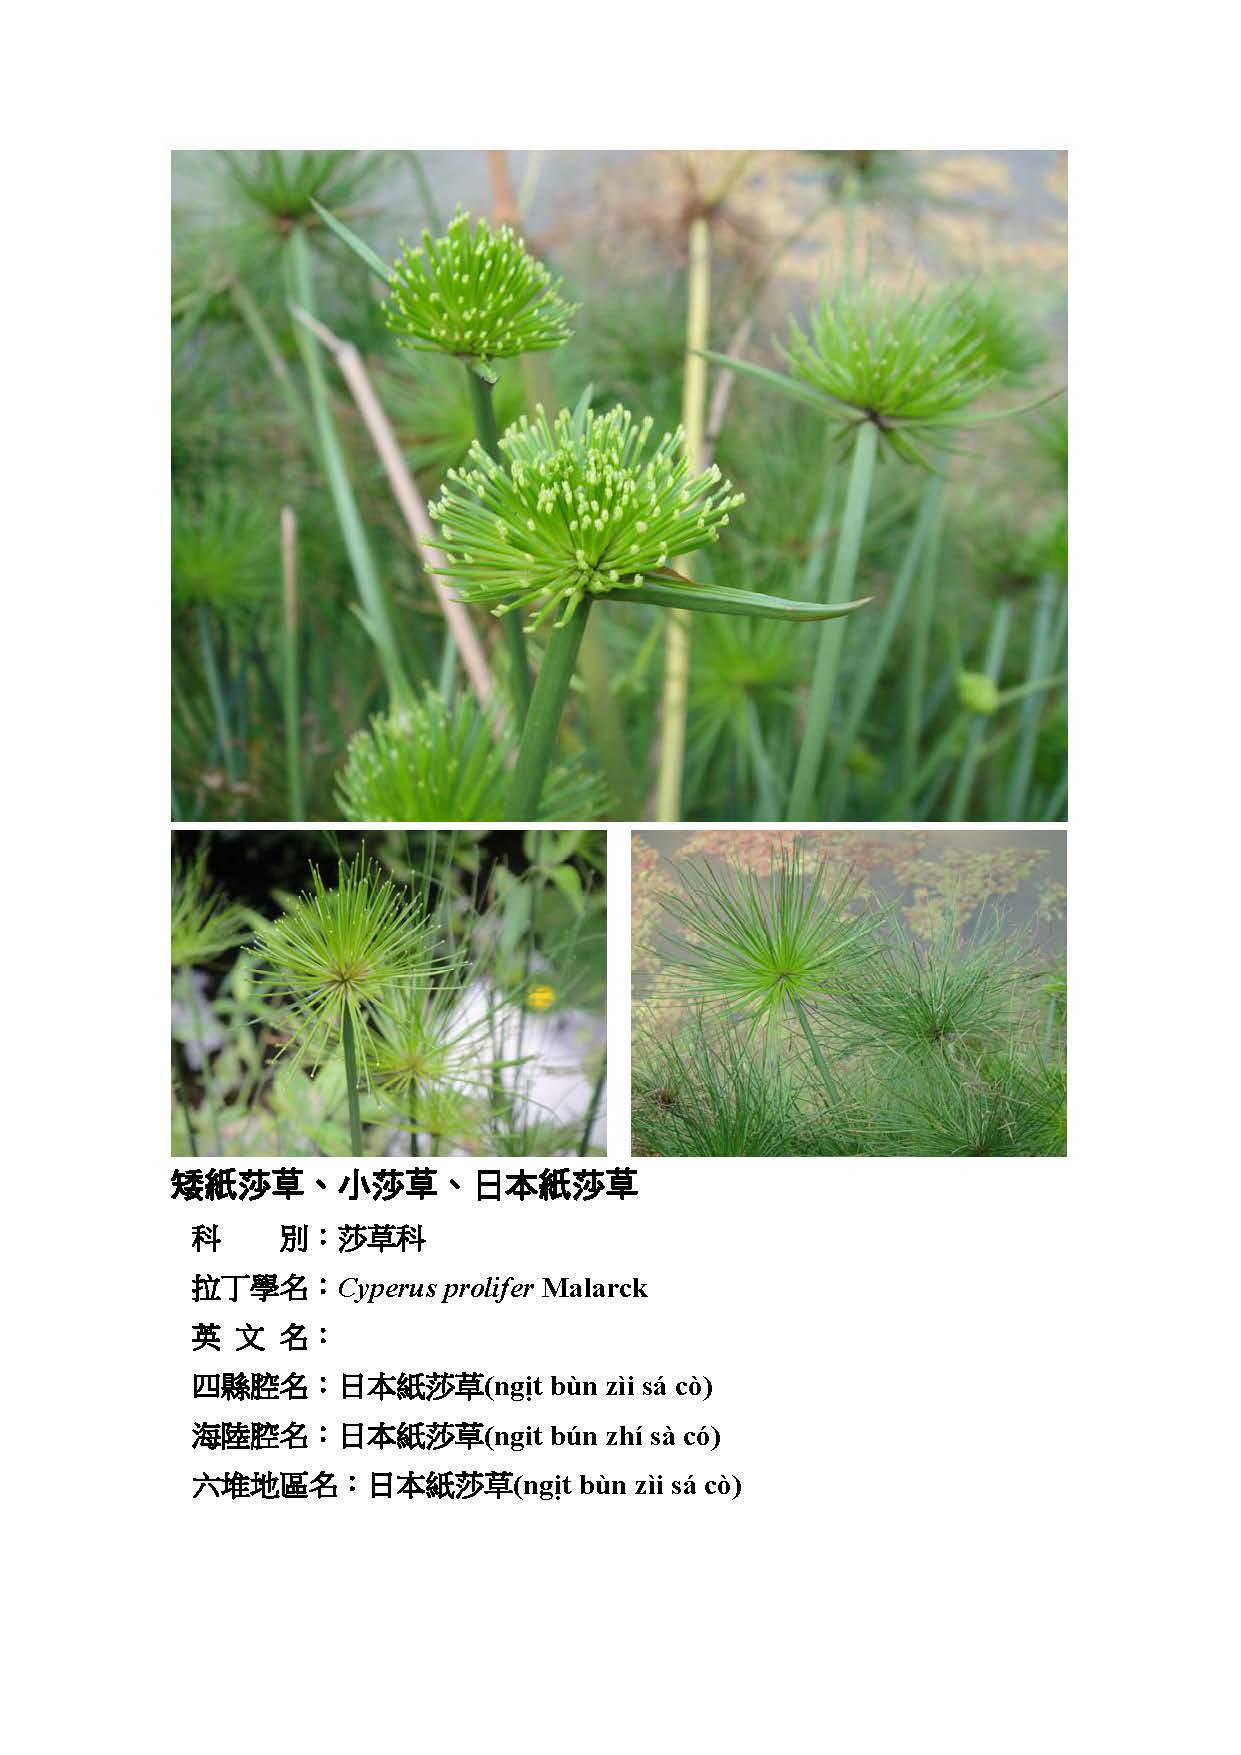 矮紙莎草、小莎草、日本紙莎草
科　　別：莎草科
拉丁學名：Cyperus prolifer Malarck
英 文 名：
四縣腔名：日本紙莎草(ngi̍t bùn zìi sá cò)
海陸腔名：日本紙莎草(ngit bún zhí sà có)
六堆地區名：日本紙莎草(ngi̍t bùn zìi sá cò)